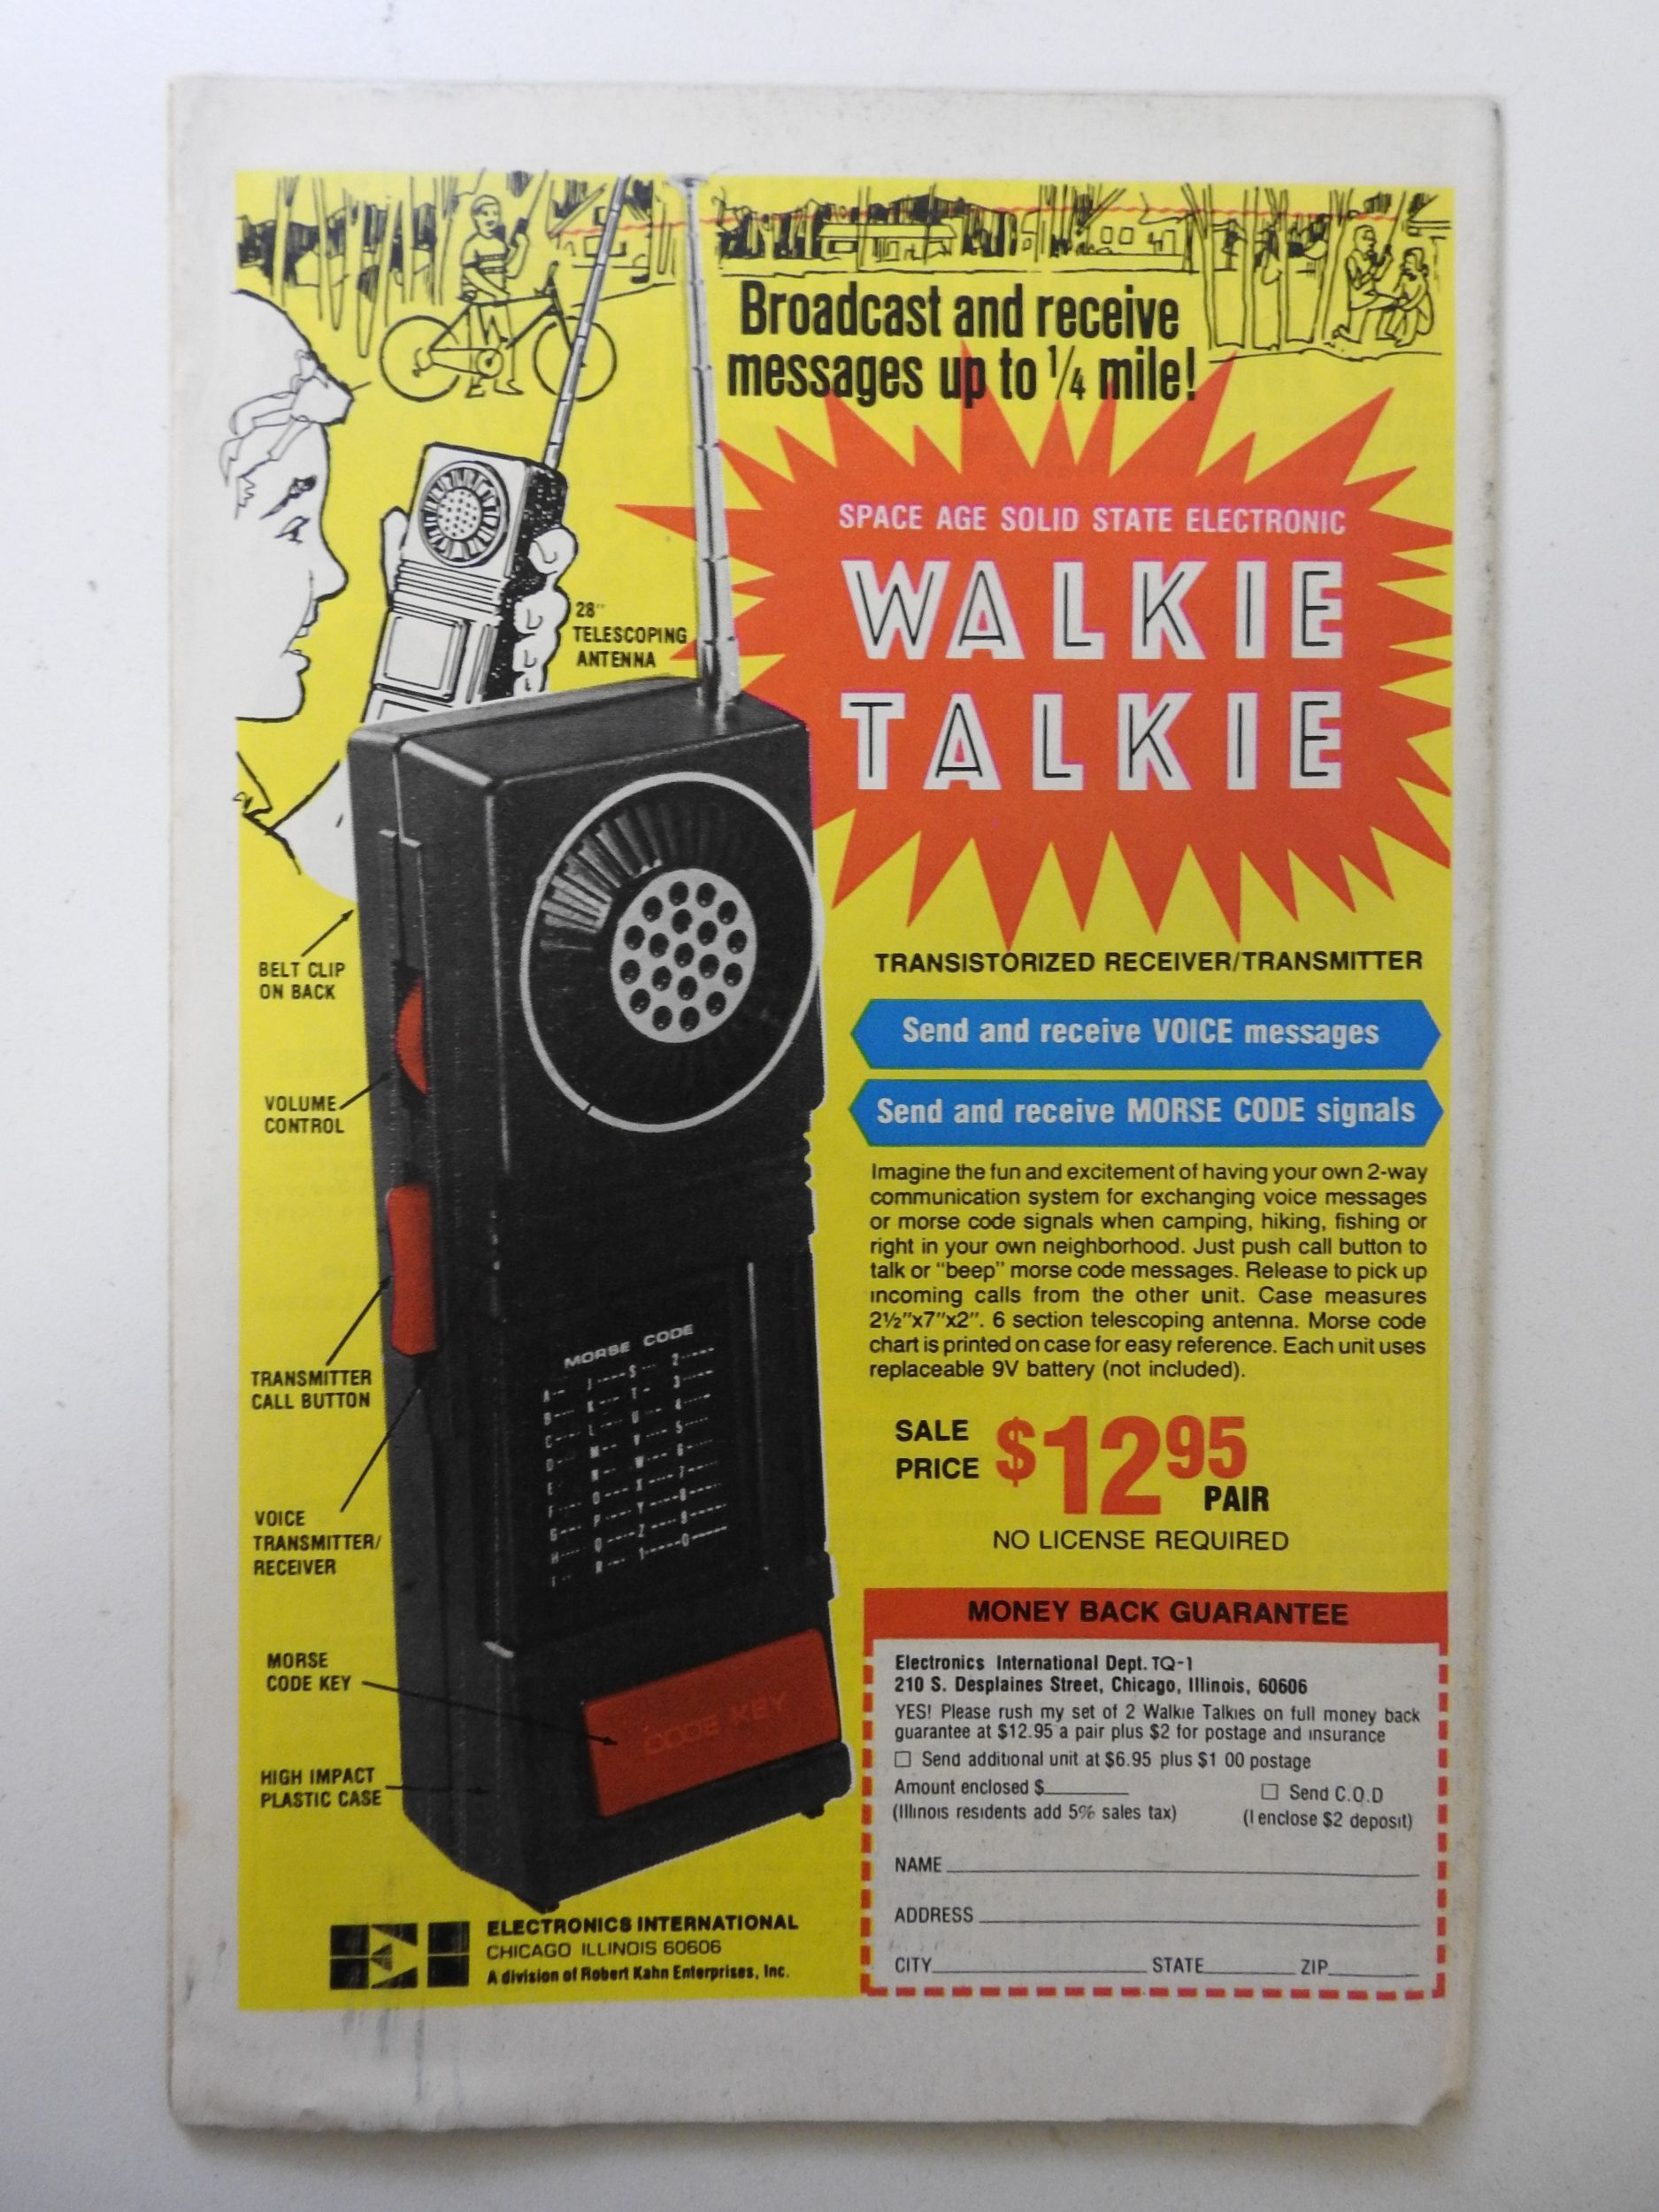 Broadcast and receive
messages up to 1/4 mile!
SPACE AGE SOLID STATE ELECTRONIC
WALKIE
TALKIE
28"
TELESCOPING
ANTENNA
TRANSISTORIZED RECEIVER/TRANSMITTER
Send and receive VOICE messages
Send and receive MORSE CODE signals
Imagine the fun and excitement of having your own 2-way
communication system for exchanging voice messages
or morse code signals when camping, hiking, fishing or
right in your own neighborhood. Just push call button to
talk or "beep" morse code messages. Release to pick up
incoming calls from the other unit. Case measures
2½"x7"x2". 6 section telescoping antenna. Morse code
chart is printed on case for easy reference. Each unit uses
replaceable 9V battery (not included).
SALE
PRICE $12 95
PAIR
NO LICENSE REQUIRED
BELT CLIP
ON BACK
VOLUME
CONTROL
TRANSMITTER
CALL BUTTON
VOICE
TRANSMITTER/
RECEIVER
MORSE
CODE KEY
HIGH IMPACT
PLASTIC CASE
MORSE CODE
CODE KEY
MONEY BACK GUARANTEE
Electronics International Dept. TQ-1
210 S. Desplaines Street, Chicago, Illinois, 60606
YES! Please rush my set of 2 Walkie Talkies on full money back
guarantee at $12.95 a pair plus $2 for postage and insurance
☐ Send additional unit at $6.95 plus $1 00 postage
Amount enclosed $________ ☐ Send C.O.D
(Illinois residents add 5% sales tax) (I enclose $2 deposit)
NAME
ADDRESS
CITY STATE ZIP
ELECTRONICS INTERNATIONAL
CHICAGO ILLINOIS 60606
A division of Robert Kahn Enterprises, Inc.